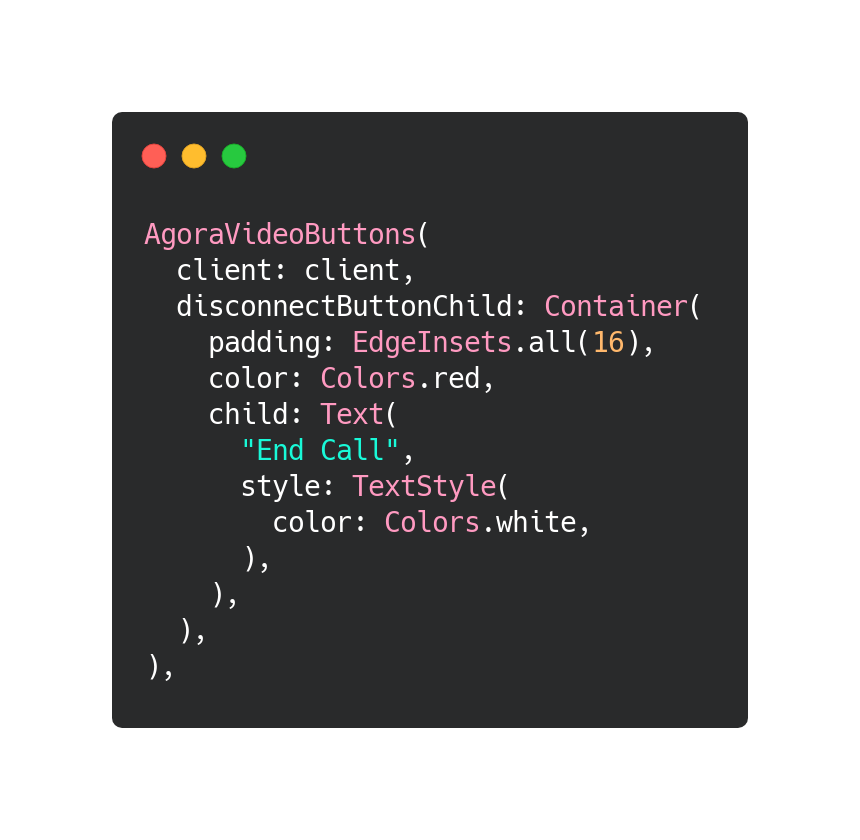 AgoraVideoButtons(
  client: client,
  disconnectButtonChild: Container(
    padding: EdgeInsets.all(16),
    color: Colors.red,
    child: Text(
      "End Call",
      style: TextStyle(
        color: Colors.white,
      ),
    ),
  ),
),